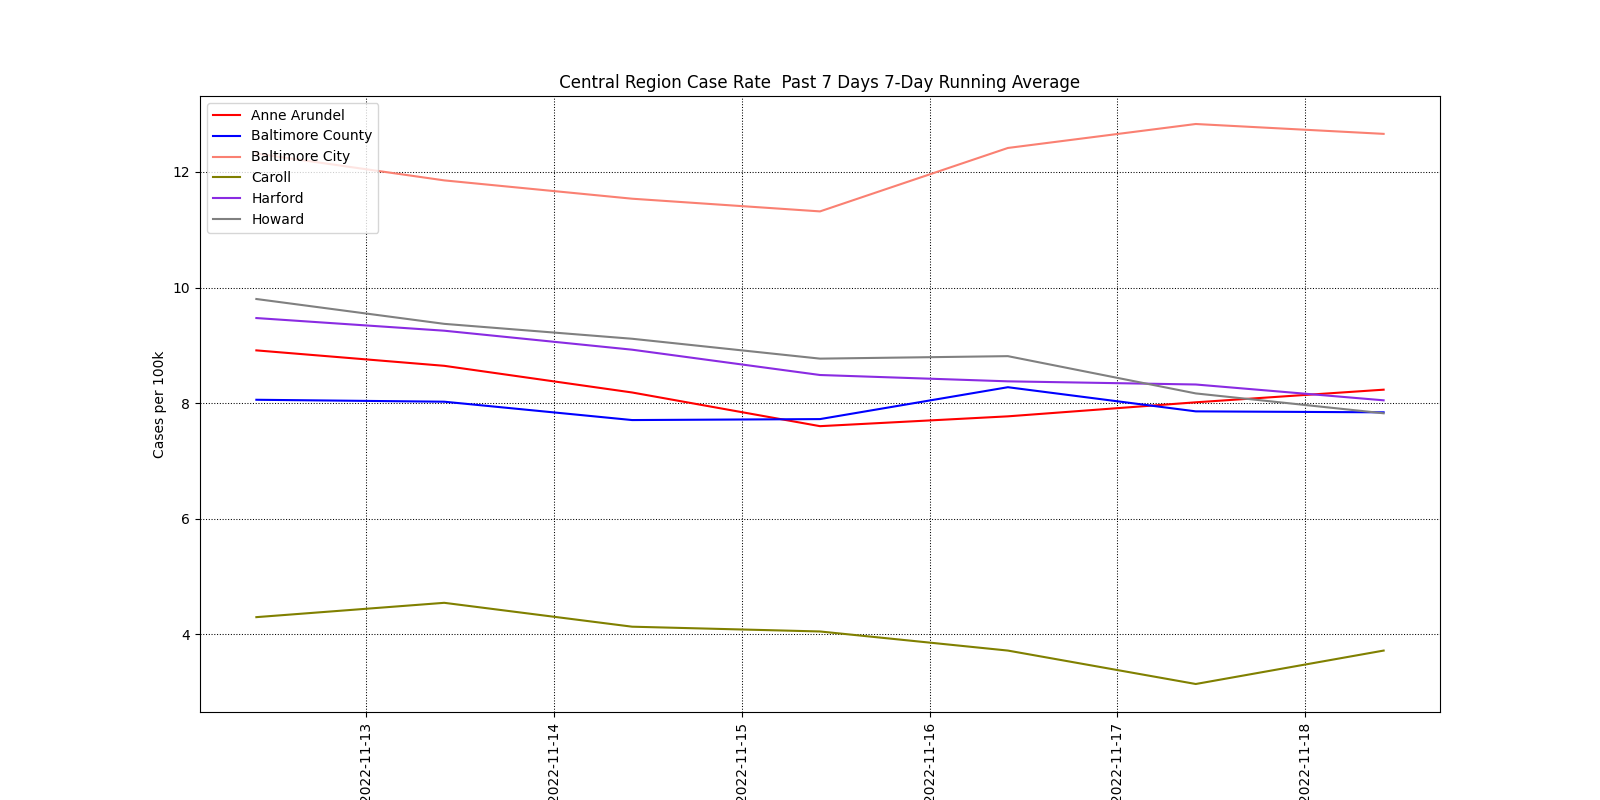 Central Region Case Rate  Past 7 Days 7-Day Running Average
Anne Arundel
Baltimore County
Baltimore City
Caroll
Harford
Howard
Cases per 100k
12
10
8
6
4
2022-11-13
2022-11-14
2022-11-15
2022-11-16
2022-11-17
2022-11-18